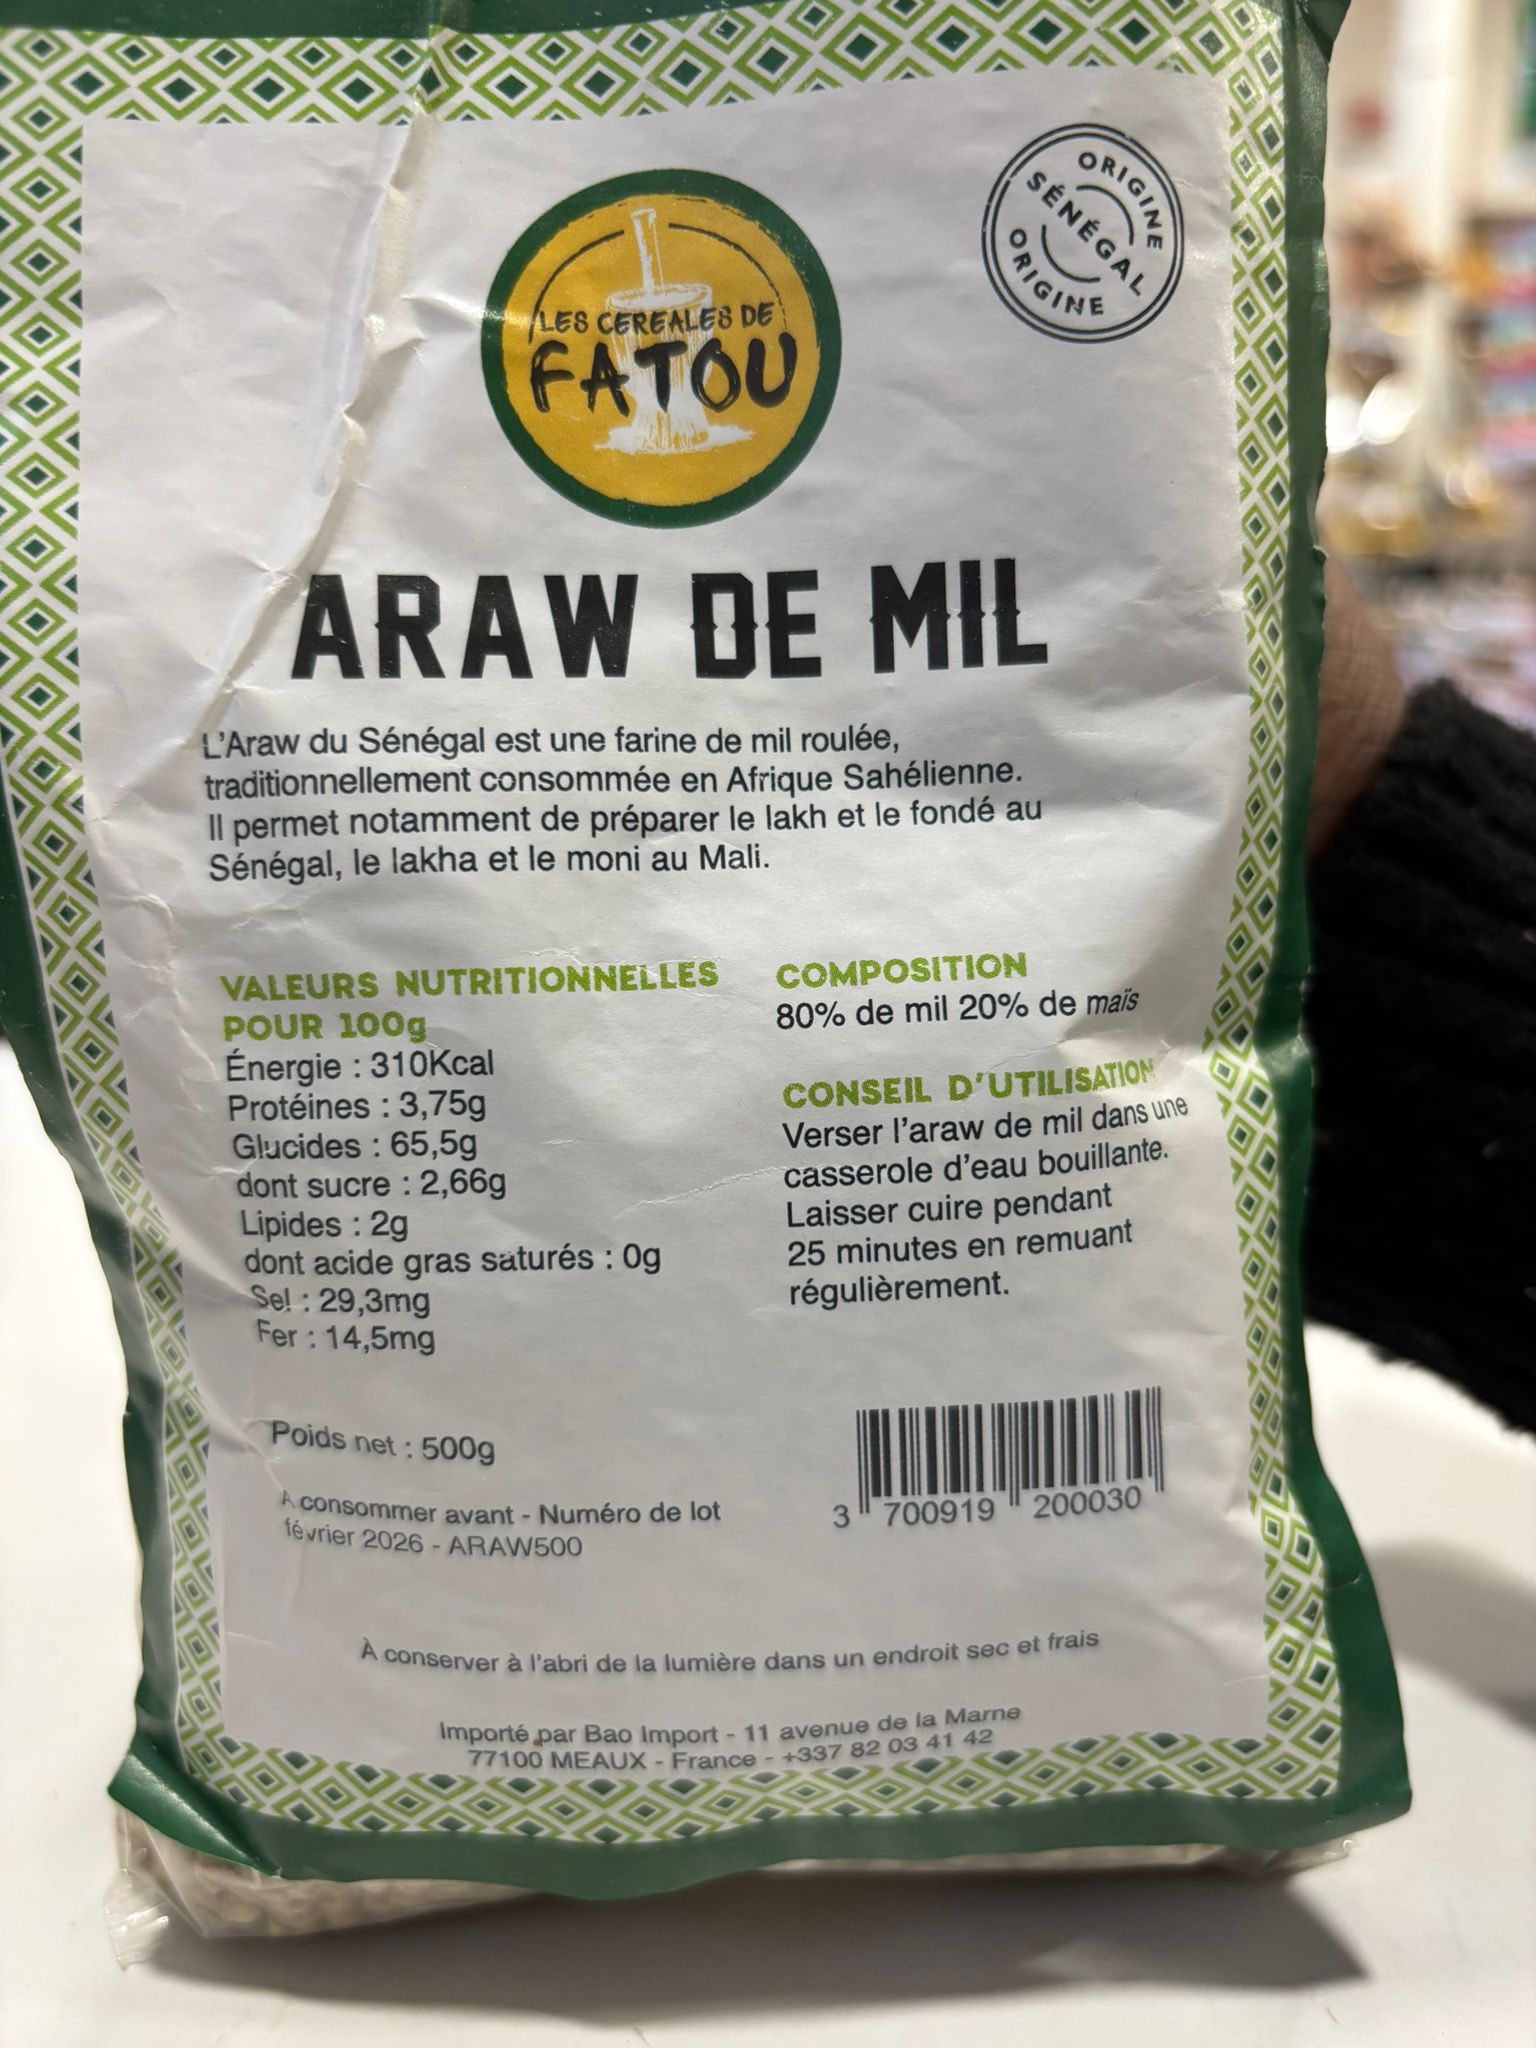 LES CEREALES DE
FATOU
ORIGINE
SÉNÉGAL
ORIGINE
ARAW DE MIL
L'Araw du Sénégal est une farine de mil roulée,
traditionnellement consommée en Afrique Sahélienne.
Il permet notamment de préparer le lakh et le fondé au
Sénégal, le lakha et le moni au Mali.
VALEURS NUTRITIONNELLES
POUR 100g
Énergie : 310Kcal
Protéines : 3,75g
Glucides : 65,5g
dont sucre : 2,66g
Lipides : 2g
dont acide gras saturés : 0g
Sel : 29,3mg
Fer : 14,5mg
COMPOSITION
80% de mil 20% de maïs
CONSEIL D'UTILISATION
Verser l'araw de mil dans une
casserole d'eau bouillante.
Laisser cuire pendant
25 minutes en remuant
régulièrement.
Poids net : 500g
A consommer avant - Numéro de lot
février 2026 - ARAW500
3 700919 200030
À conserver à l'abri de la lumière dans un endroit sec et frais
Importé par Bao Import - 11 avenue de la Marne
77100 MEAUX - France - +337 82 03 41 42